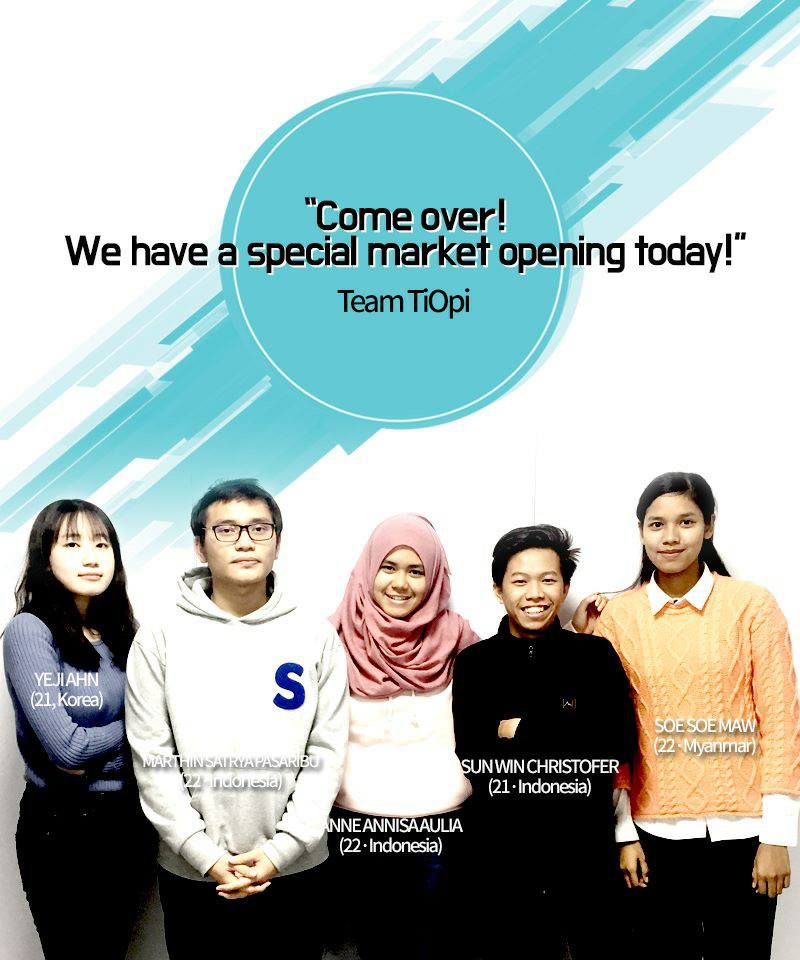 “Come over!
We have a special market opening today!”
Team TiOpi
S
YEJI AHN
(21, Korea)
MARTHIN SATRYA PASARIBU
(22 · Indonesia)
ANNE ANNISA AULIA
(22 · Indonesia)
SUN WIN CHRISTOFER
(21 · Indonesia)
SOE SOE MAW
(22 · Myanmar)